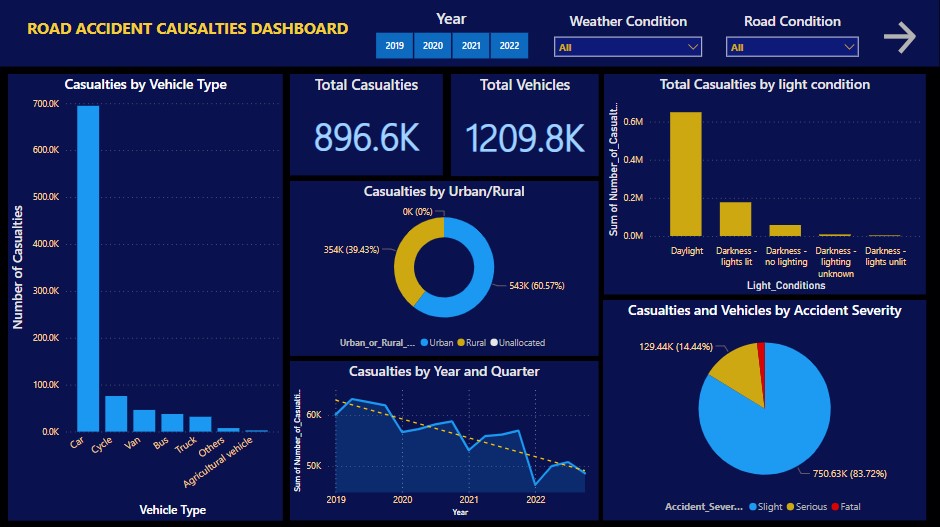 ROAD ACCIDENT CAUSALTIES DASHBOARD
Year
2019 2020 2021 2022
Weather Condition
All
Road Condition
All
Casualties by Vehicle Type
Number of Casualties
700.0K
600.0K
500.0K
400.0K
300.0K
200.0K
100.0K
0.0K
Car
Cycle
Van
Bus
Truck
Others
Agricultural vehicle
Vehicle Type
Total Casualties
896.6K
Total Vehicles
1209.8K
Casualties by Urban/Rural
0K (0%)
354K (39.43%)
543K (60.57%)
Urban_or_Rural_... Urban Rural Unallocated
Casualties by Year and Quarter
Sum of Number_of_Casualti...
60K
50K
2019 2020 2021 2022
Year
Total Casualties by light condition
Sum of Number_of_Casualt...
0.6M
0.4M
0.2M
0.0M
Daylight
Darkness -
lights lit
Darkness -
no lighting
Darkness -
lighting
unknown
Darkness -
lights unlit
Light_Conditions
Casualties and Vehicles by Accident Severity
129.44K (14.44%)
750.63K (83.72%)
Accident_Sever... Slight Serious Fatal